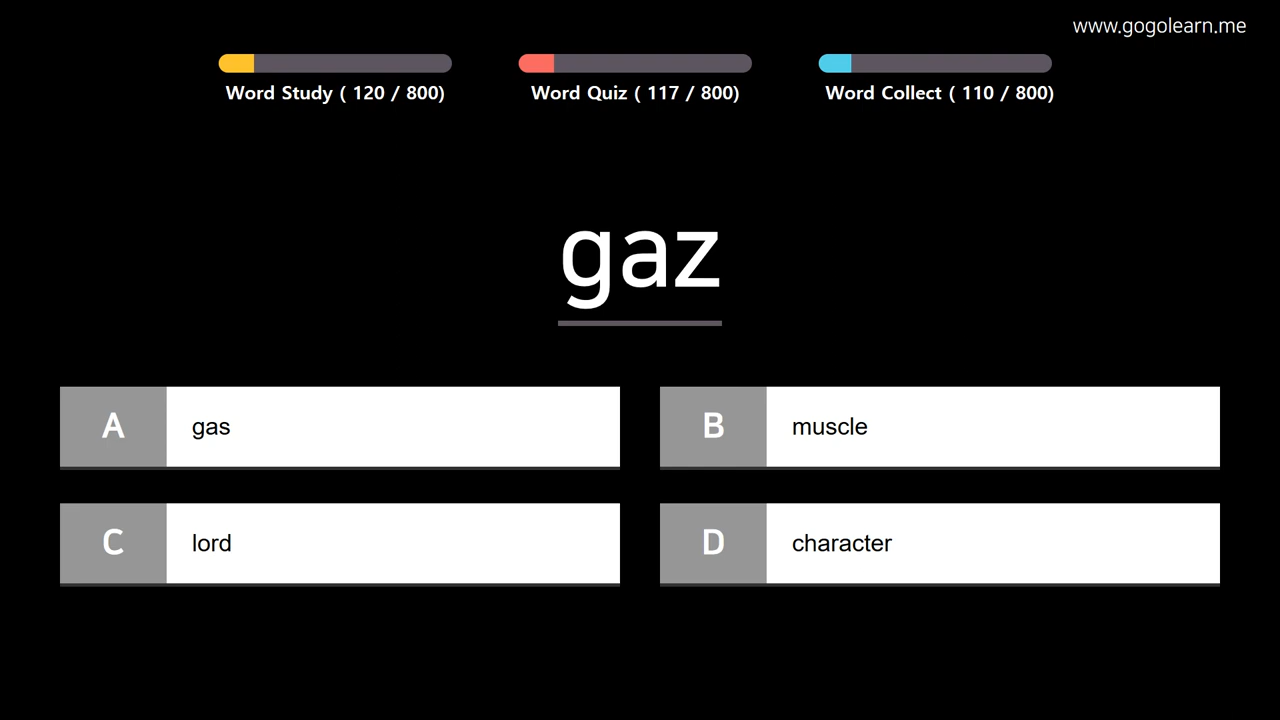 www.gogolearn.me
Word Study ( 120 / 800)
Word Quiz ( 117 / 800)
Word Collect ( 110 / 800)
gaz
A gas
B muscle
C lord
D character